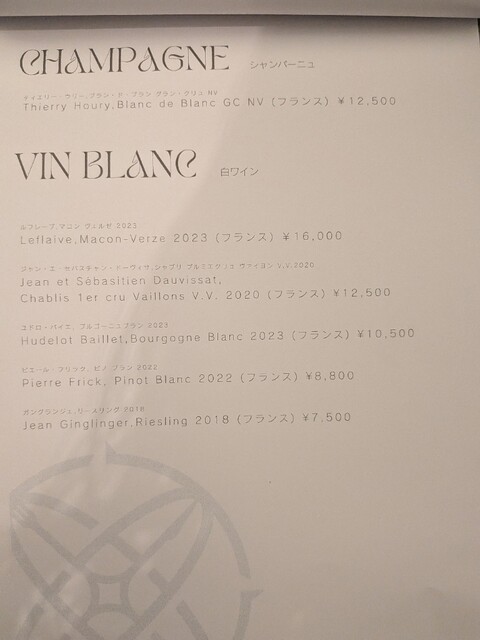 CHAMPAGNE シャンパーニュ
ティエリー・ウリー,ブラン・ド・ブラン グラン・クリュ NV
Thierry Houry,Blanc de Blanc GC NV (フランス) ¥12,500
VIN BLANC 白ワイン
ルフレーブ,マコン ヴェルゼ 2023
Leflaive,Macon-Verze 2023 (フランス) ¥16,000
ジャン・エ・セバスチャン・ドーヴィサ,シャブリ プルミエ クリュ ヴァイヨン V.V.2020
Jean et Sébasitien Dauvissat,
Chablis 1er cru Vaillons V.V. 2020 (フランス) ¥12,500
ユドロ・バイエ, ブルゴーニュ ブラン 2023
Hudelot Baillet,Bourgogne Blanc 2023 (フランス) ¥10,500
ピエール・フリック, ピノ ブラン 2022
Pierre Frick, Pinot Blanc 2022 (フランス) ¥8,800
ガングランジェ,リースリング 2018
Jean Ginglinger,Riesling 2018 (フランス) ¥7,500